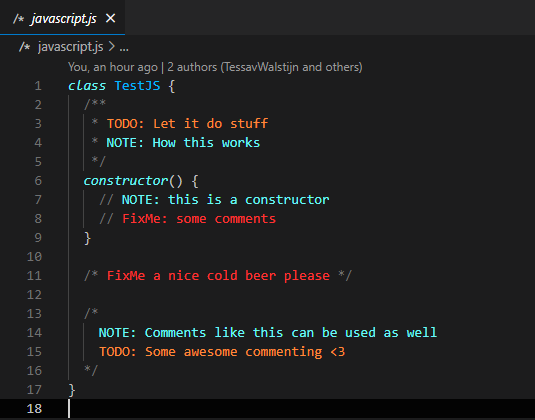 /* javascript.js ×
/* javascript.js > ...
You, an hour ago | 2 authors (TessavWalstijn and others)
1 class TestJS {
2 /**
3 * TODO: Let it do stuff
4 * NOTE: How this works
5 */
6 constructor() {
7 // NOTE: this is a constructor
8 // FixMe: some comments
9 }
10
11 /* FixMe a nice cold beer please */
12
13 /*
14 NOTE: Comments like this can be used as well
15 TODO: Some awesome commenting <3
16 */
17 }
18